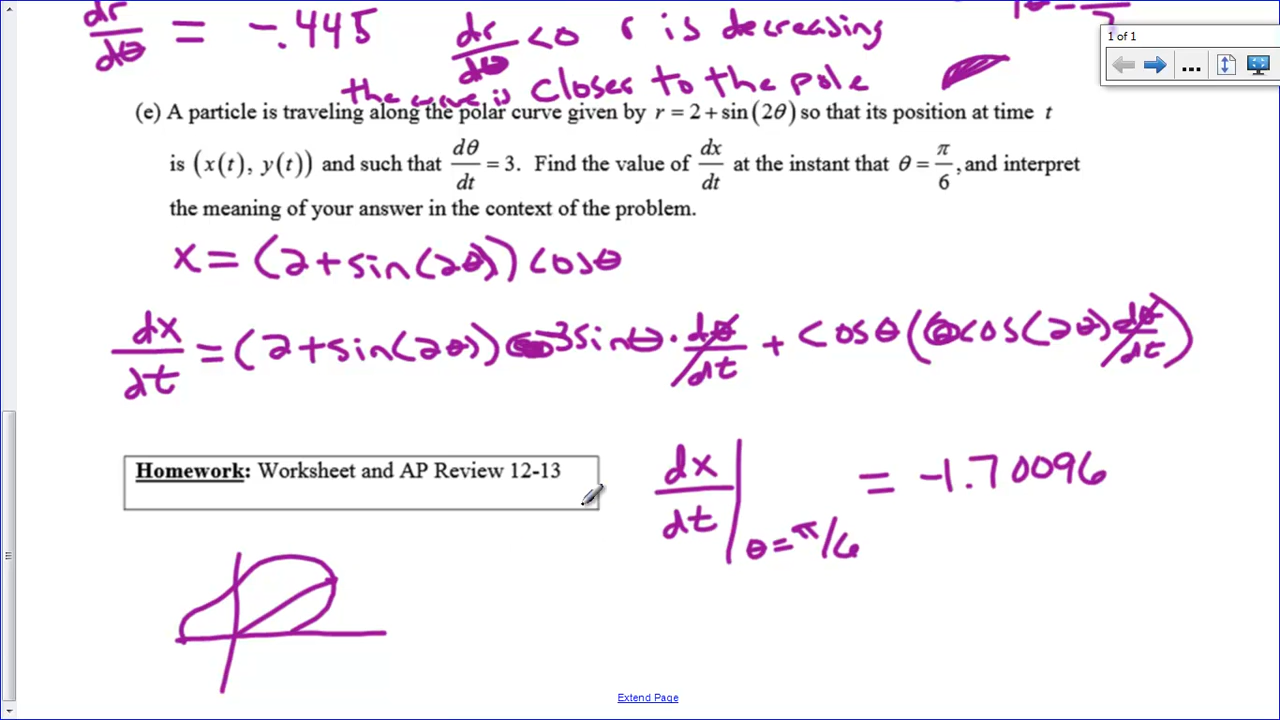 dr/dθ = -.445 dr/dθ <0 r is decreasing
the curve is closer to the pole
1 of 1
(e) A particle is traveling along the polar curve given by r = 2 + sin(2θ) so that its position at time t
is (x(t), y(t)) and such that dθ/dt = 3. Find the value of dx/dt at the instant that θ = π/6, and interpret
the meaning of your answer in the context of the problem.
x = (2+sin(2θ)) cosθ
dx/dt = (2+sin(2θ)) -3sinθ · dθ/dt + cosθ(6cos(2θ) dθ/dt)
Homework: Worksheet and AP Review 12-13
dx/dt | θ=π/6 = -1.70096
Extend Page